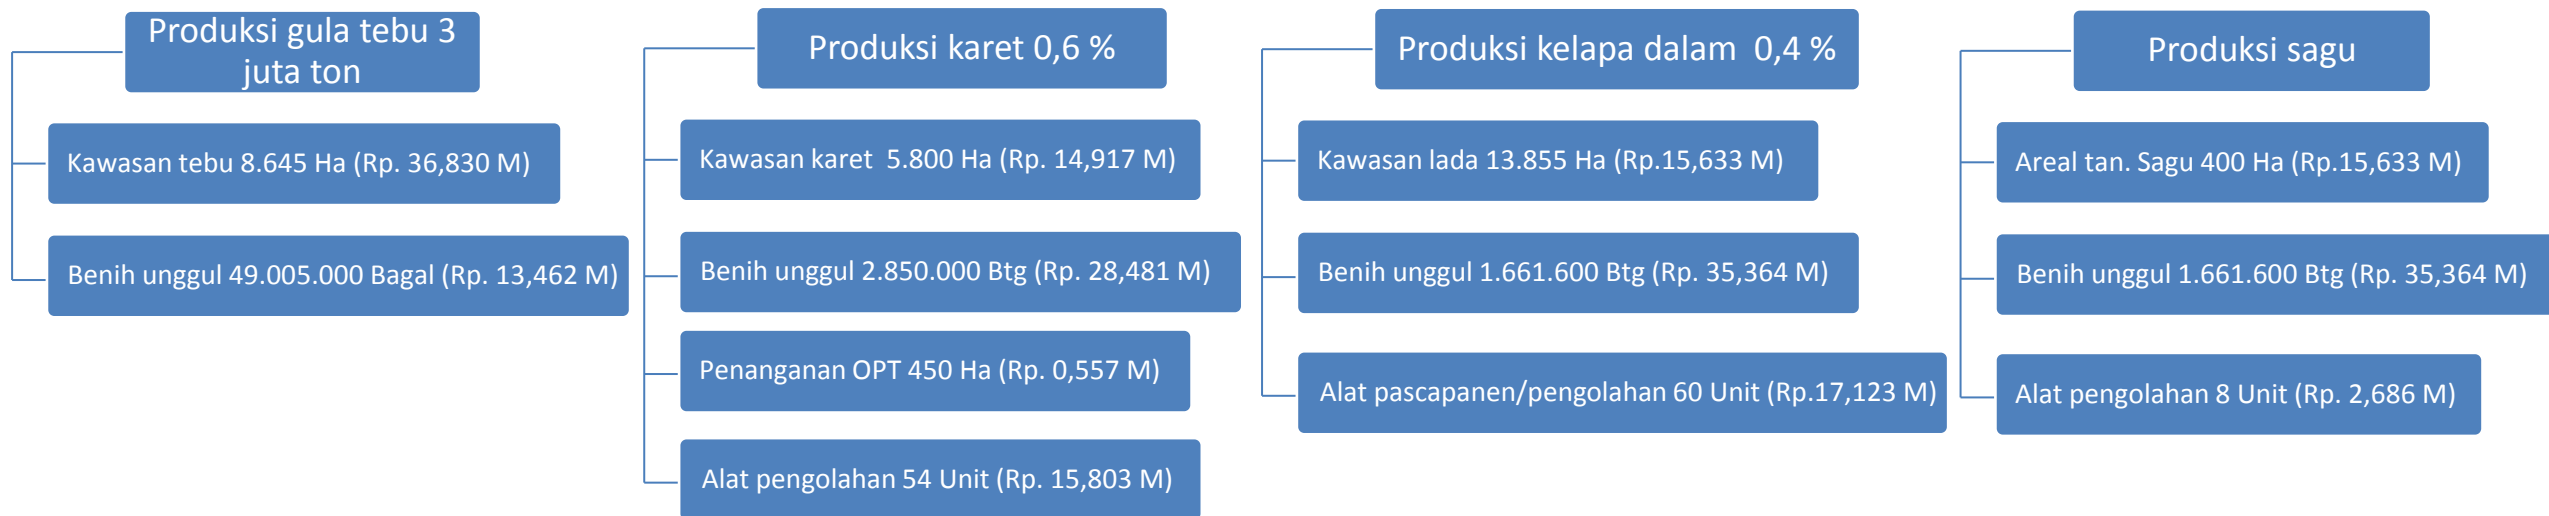 Produksi gula tebu 3
juta ton
Kawasan tebu 8.645 Ha (Rp. 36,830 M)
Benih unggul 49.005.000 Bagal (Rp. 13,462 M)
Produksi karet 0,6 %
Kawasan karet 5.800 Ha (Rp. 14,917 M)
Benih unggul 2.850.000 Btg (Rp. 28,481 M)
Penanganan OPT 450 Ha (Rp. 0,557 M)
Alat pengolahan 54 Unit (Rp. 15,803 M)
Produksi kelapa dalam 0,4 %
Kawasan lada 13.855 Ha (Rp.15,633 M)
Benih unggul 1.661.600 Btg (Rp. 35,364 M)
Alat pascapanen/pengolahan 60 Unit (Rp.17,123 M)
Produksi sagu
Areal tan. Sagu 400 Ha (Rp.15,633 M)
Benih unggul 1.661.600 Btg (Rp. 35,364 M)
Alat pengolahan 8 Unit (Rp. 2,686 M)